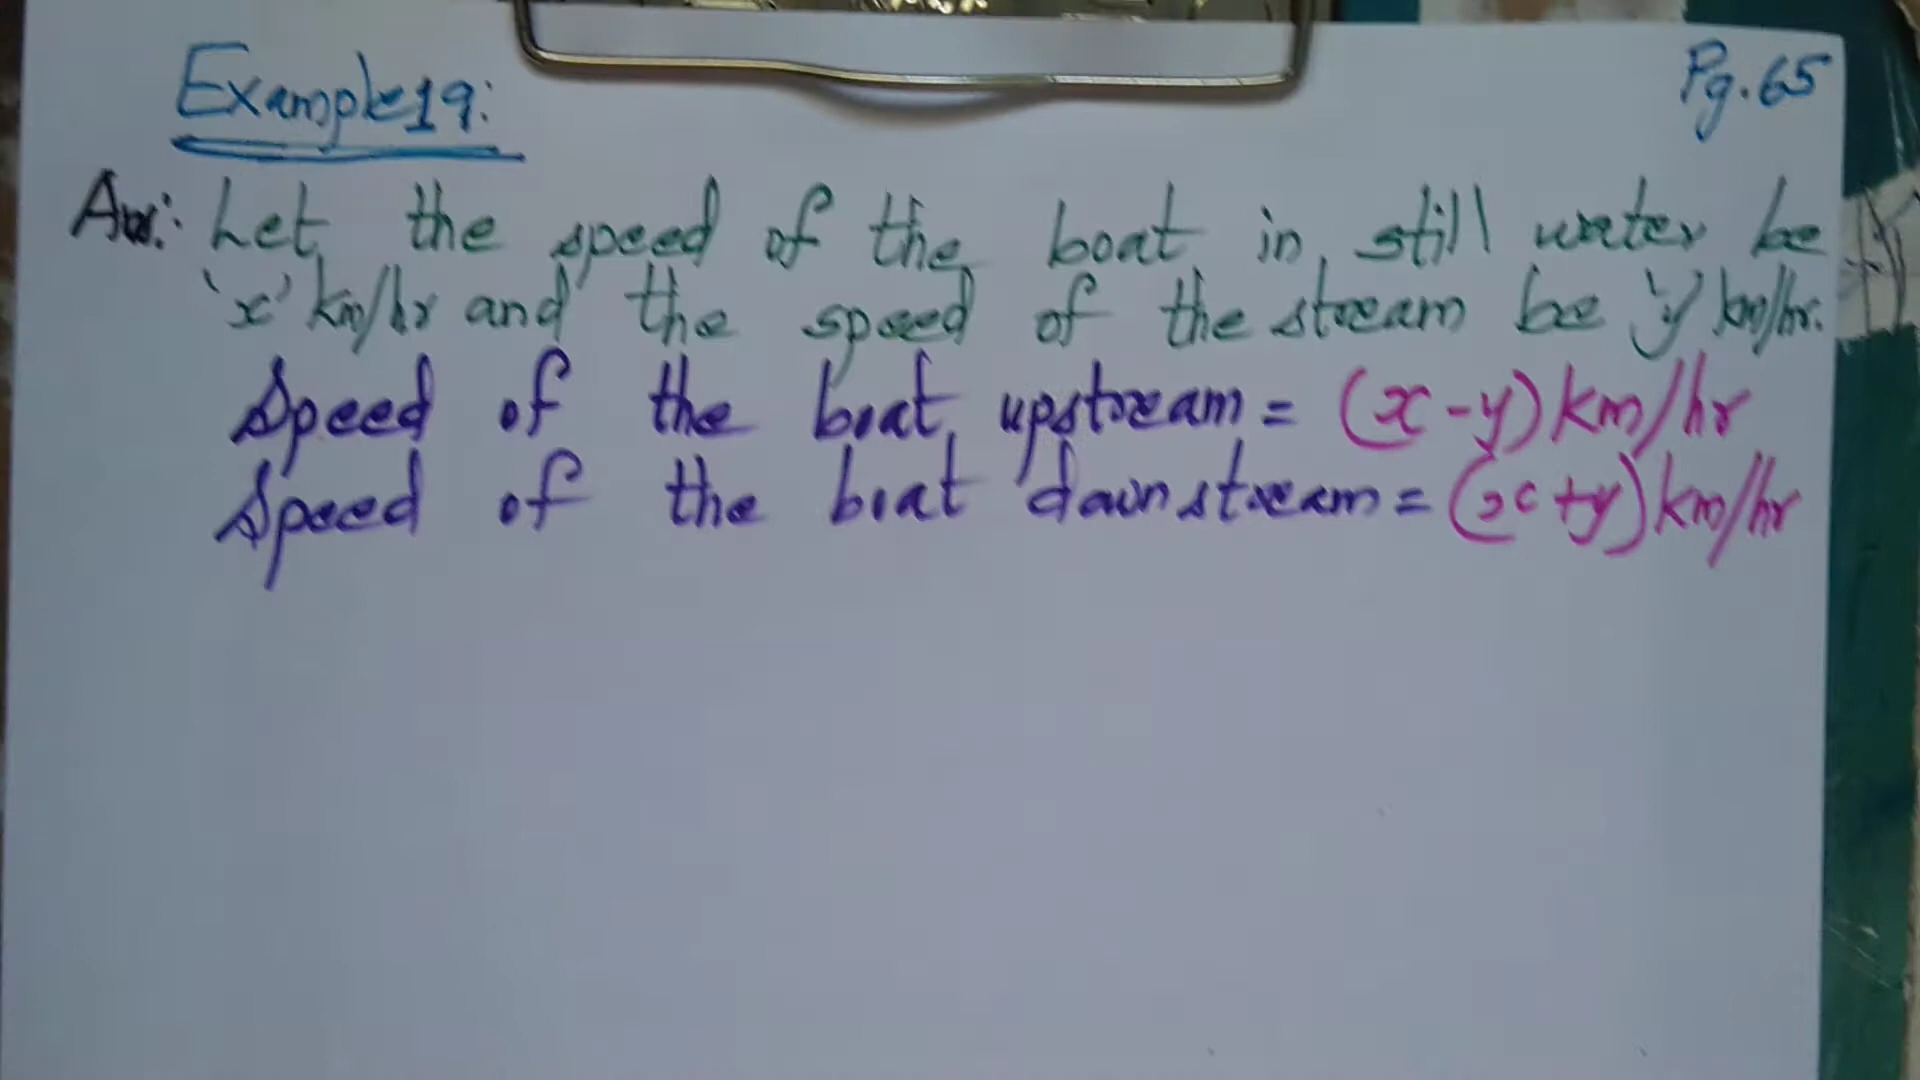 Example 19:
Pg. 65
Ans: Let the speed of the boat in still water be
'x' km/hr and the speed of the stream be 'y' km/hr.
Speed of the boat upstream = (x-y) km/hr
Speed of the boat downstream = (x+y) km/hr